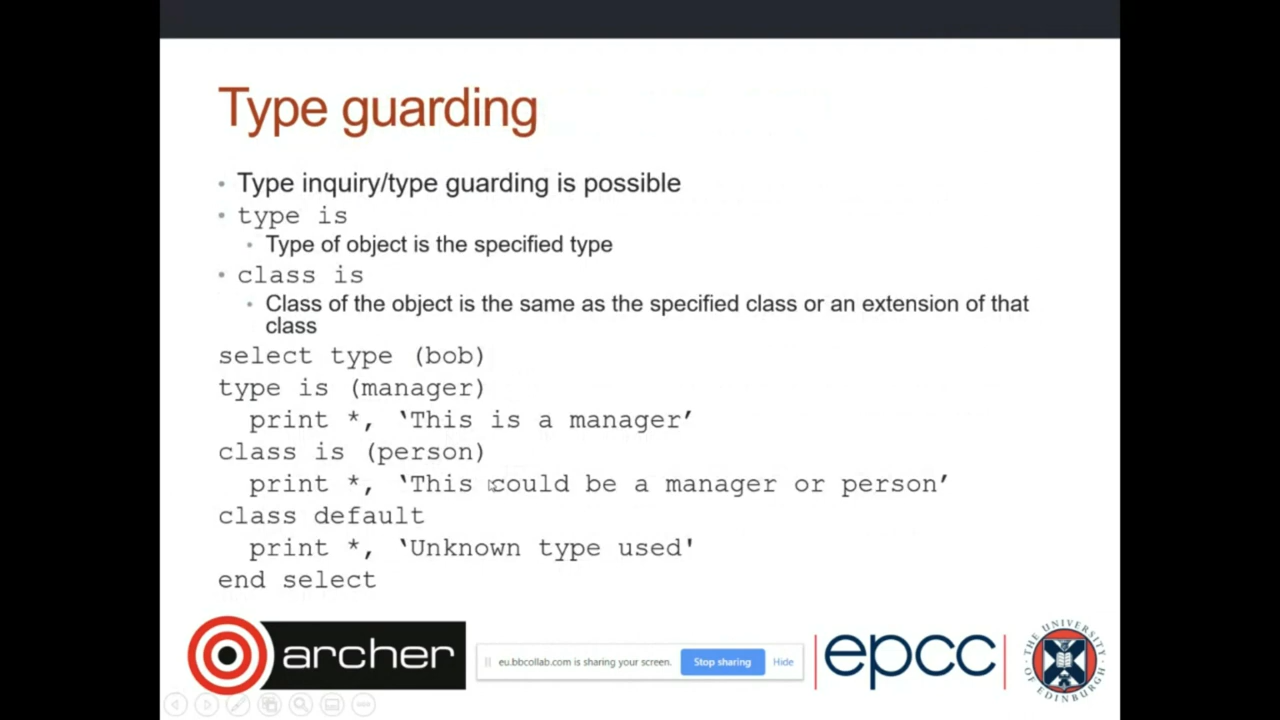 Type guarding
• Type inquiry/type guarding is possible
• type is
• Type of object is the specified type
• class is
• Class of the object is the same as the specified class or an extension of that
class
select type (bob)
type is (manager)
print *, ‘This is a manager’
class is (person)
print *, ‘This could be a manager or person’
class default
print *, ‘Unknown type used'
end select
archer
eu.bbcollab.com is sharing your screen.
Stop sharing
Hide
epcc
THE UNIVERSITY
OF EDINBURGH